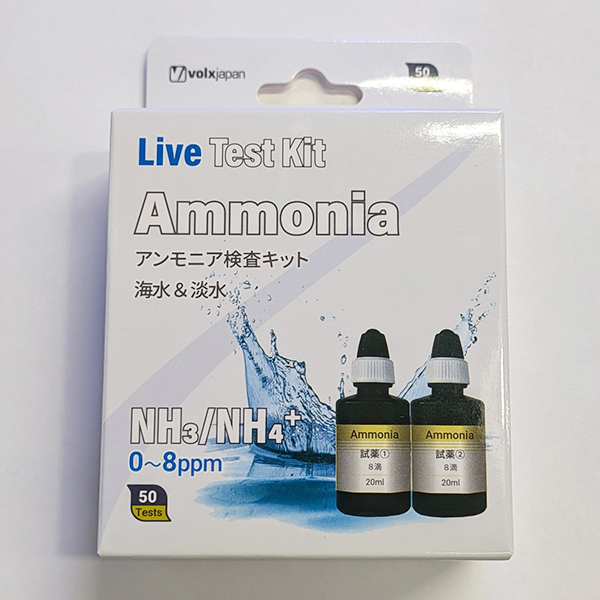 volxjapan
50
Live Test Kit
Ammonia
アンモニア検査キット
海水＆淡水
NH₃/NH₄⁺
0～8ppm
50
Tests
Ammonia
試薬①
8滴
20ml
Ammonia
試薬②
8滴
20ml